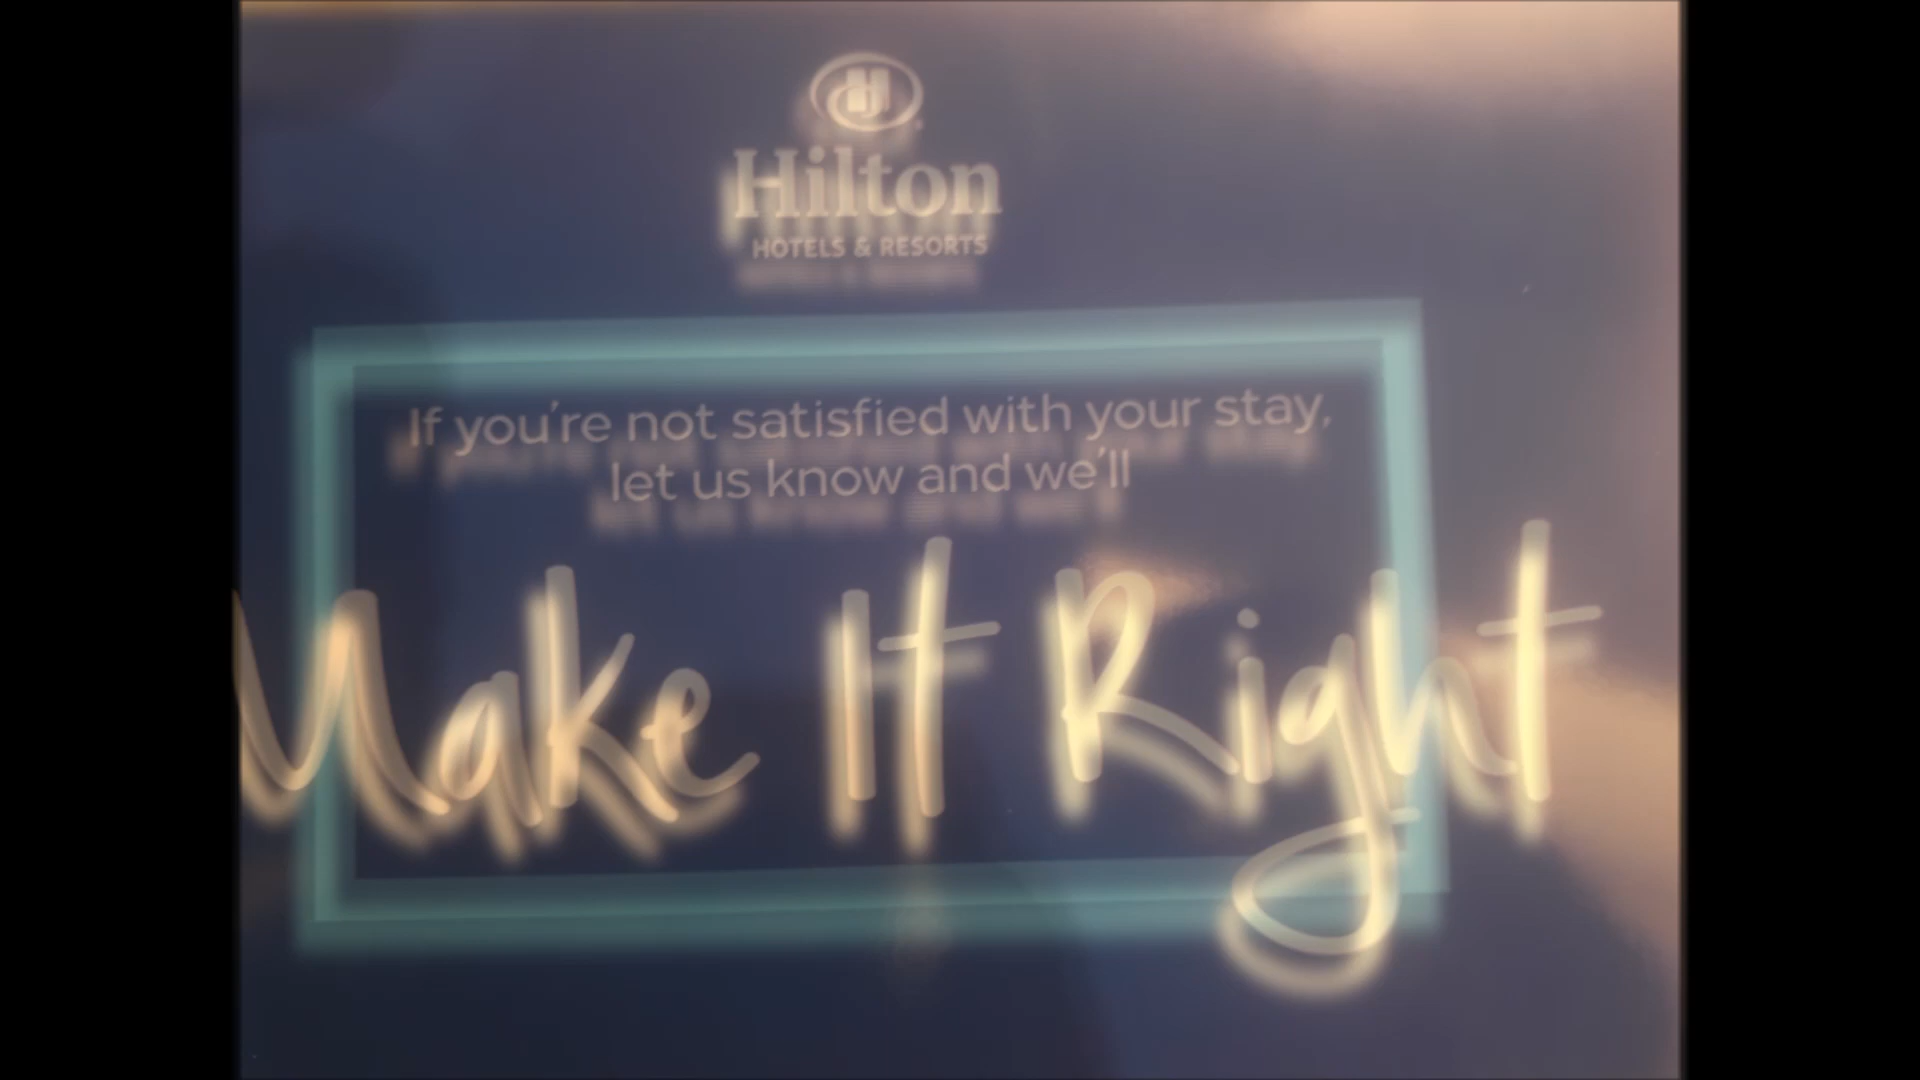 Hilton
HOTELS & RESORTS
If you're not satisfied with your stay,
let us know and we'll
Make It Right